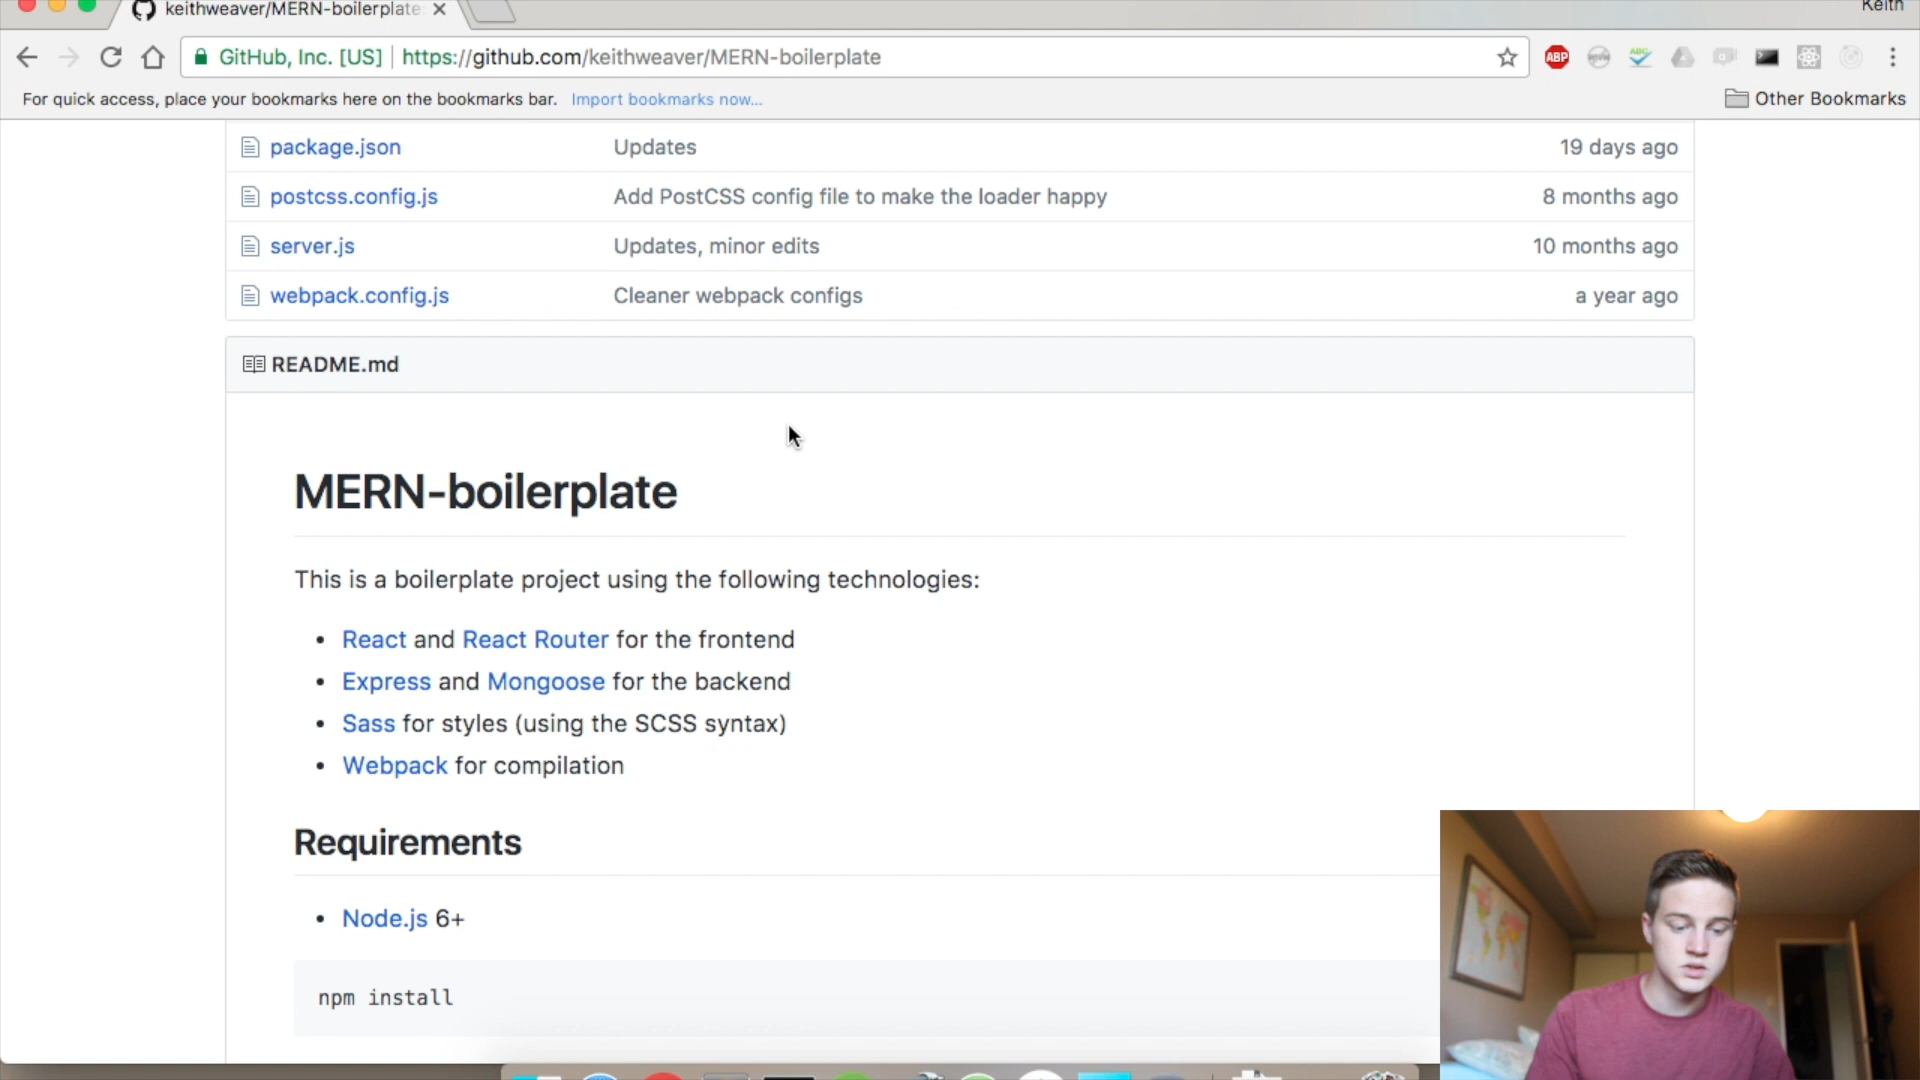 keithweaver/MERN-boilerplate
Keith
GitHub, Inc. [US] | https://github.com/keithweaver/MERN-boilerplate
ABP
For quick access, place your bookmarks here on the bookmarks bar. Import bookmarks now...
Other Bookmarks
package.json Updates 19 days ago
postcss.config.js Add PostCSS config file to make the loader happy 8 months ago
server.js Updates, minor edits 10 months ago
webpack.config.js Cleaner webpack configs a year ago
README.md
MERN-boilerplate
This is a boilerplate project using the following technologies:
• React and React Router for the frontend
• Express and Mongoose for the backend
• Sass for styles (using the SCSS syntax)
• Webpack for compilation
Requirements
• Node.js 6+
npm install